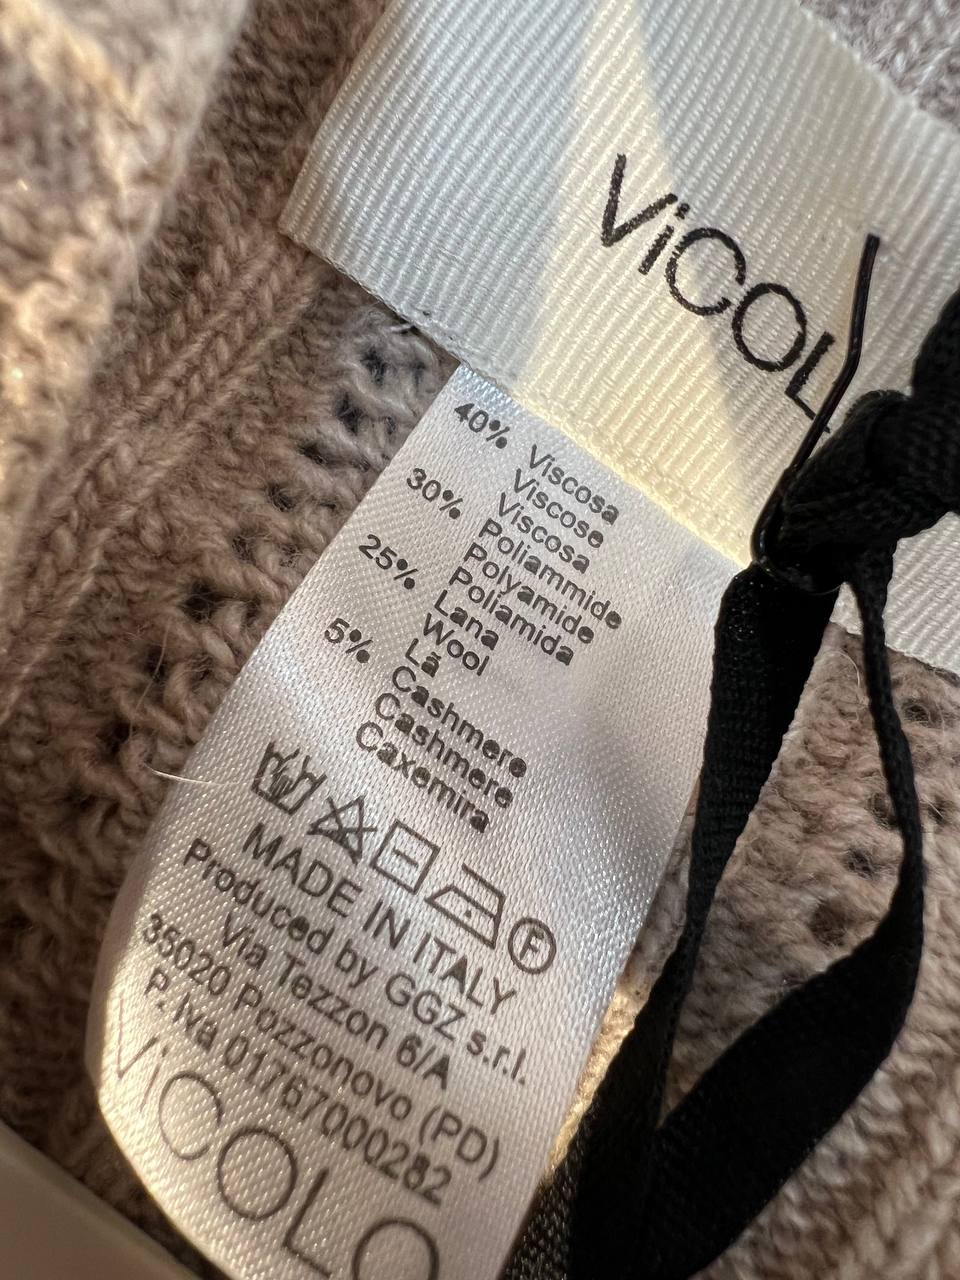 ViCOL
40% Viscosa
Viscose
Viscosa
30% Poliammide
Polyamide
Poliamida
25% Lana
Wool
Lã
5% Cashmere
Cashmere
Caxemira
F
MADE IN ITALY
Produced by GGZ s.r.l.
Via Tezzon 6/A
35020 Pozzonovo (PD)
P. Iva 01767000282
ViCOLO